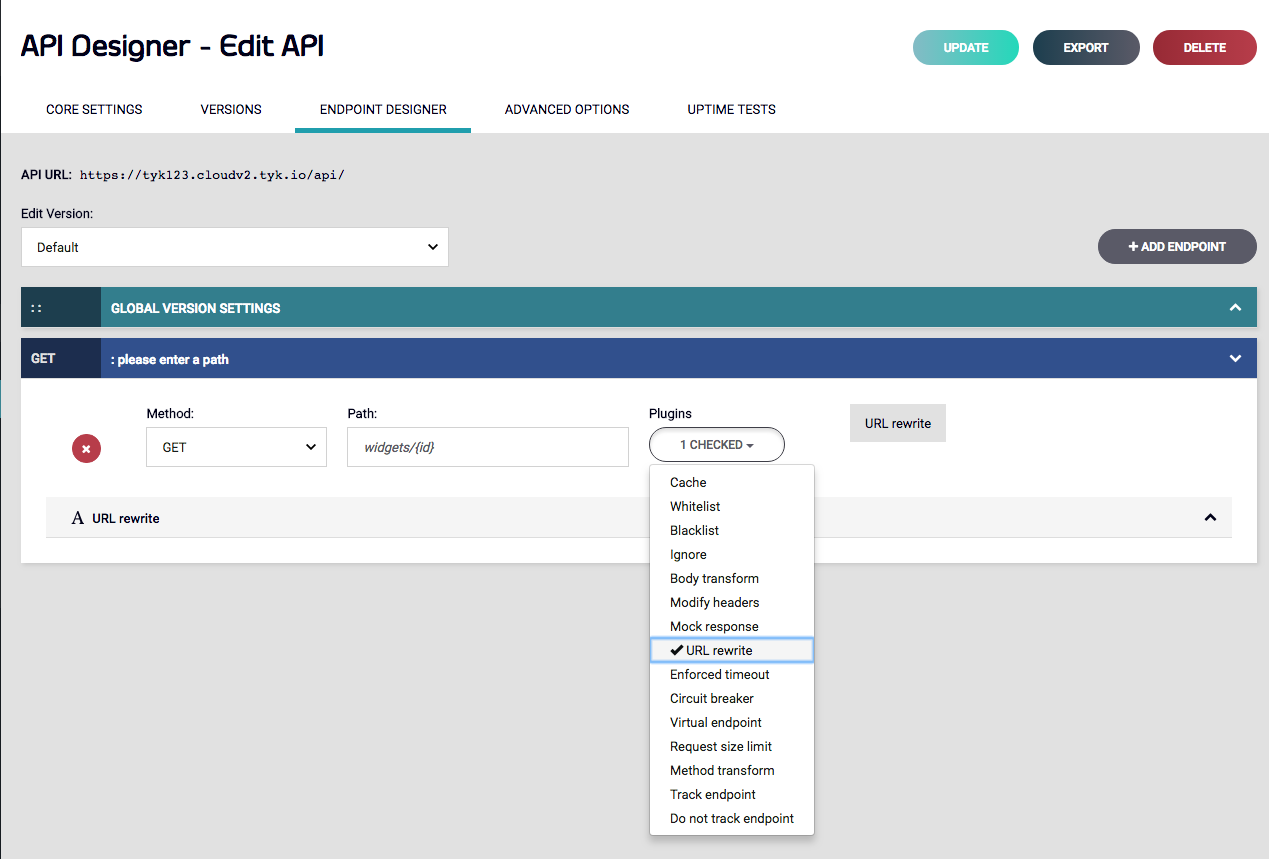 API Designer - Edit API
UPDATE
EXPORT
DELETE
CORE SETTINGS
VERSIONS
ENDPOINT DESIGNER
ADVANCED OPTIONS
UPTIME TESTS
API URL: https://tyk123.cloudv2.tyk.io/api/
Edit Version:
Default
+ ADD ENDPOINT
:: GLOBAL VERSION SETTINGS
GET : please enter a path
Method:
Path:
Plugins
URL rewrite
GET
widgets/{id}
1 CHECKED
A URL rewrite
Cache
Whitelist
Blacklist
Ignore
Body transform
Modify headers
Mock response
✔ URL rewrite
Enforced timeout
Circuit breaker
Virtual endpoint
Request size limit
Method transform
Track endpoint
Do not track endpoint